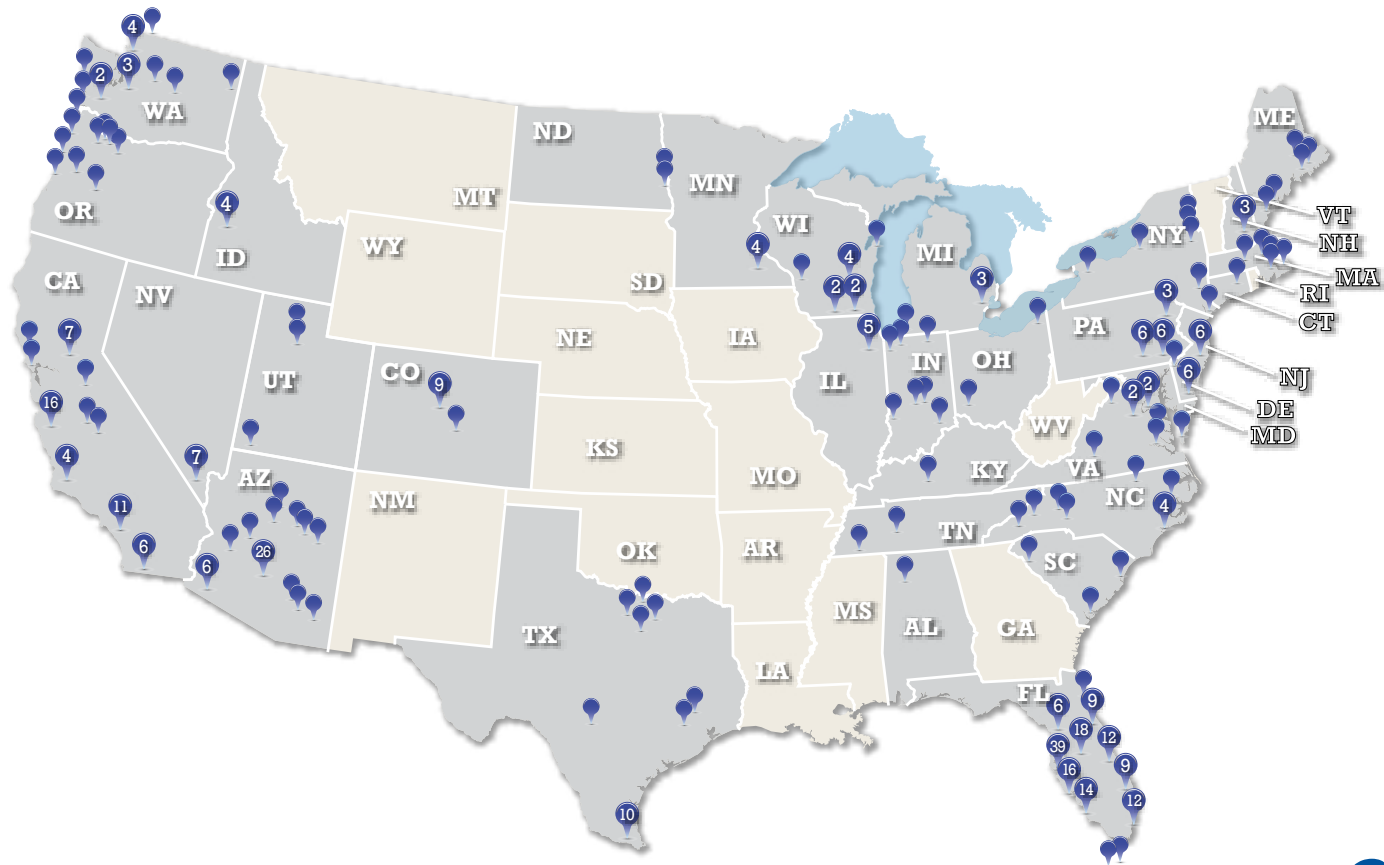 4
3
2
WA
ND
ME
MT
MN
4
OR
WI
3
VT
NY
NH
WY
4
4
MI
ID
MA
CA
NV
SD
2
2
3
3
RI
CT
7
5
PA
6
6
6
NE
IA
IN
OH
NJ
UT
CO
9
IL
6
2
2
DE
16
WV
MD
4
7
KS
KY
VA
AZ
MO
NM
NC
11
4
TN
6
26
OK
AR
SC
6
MS
TX
AL
GA
LA
FL
6
9
18
12
39
16
9
14
12
10